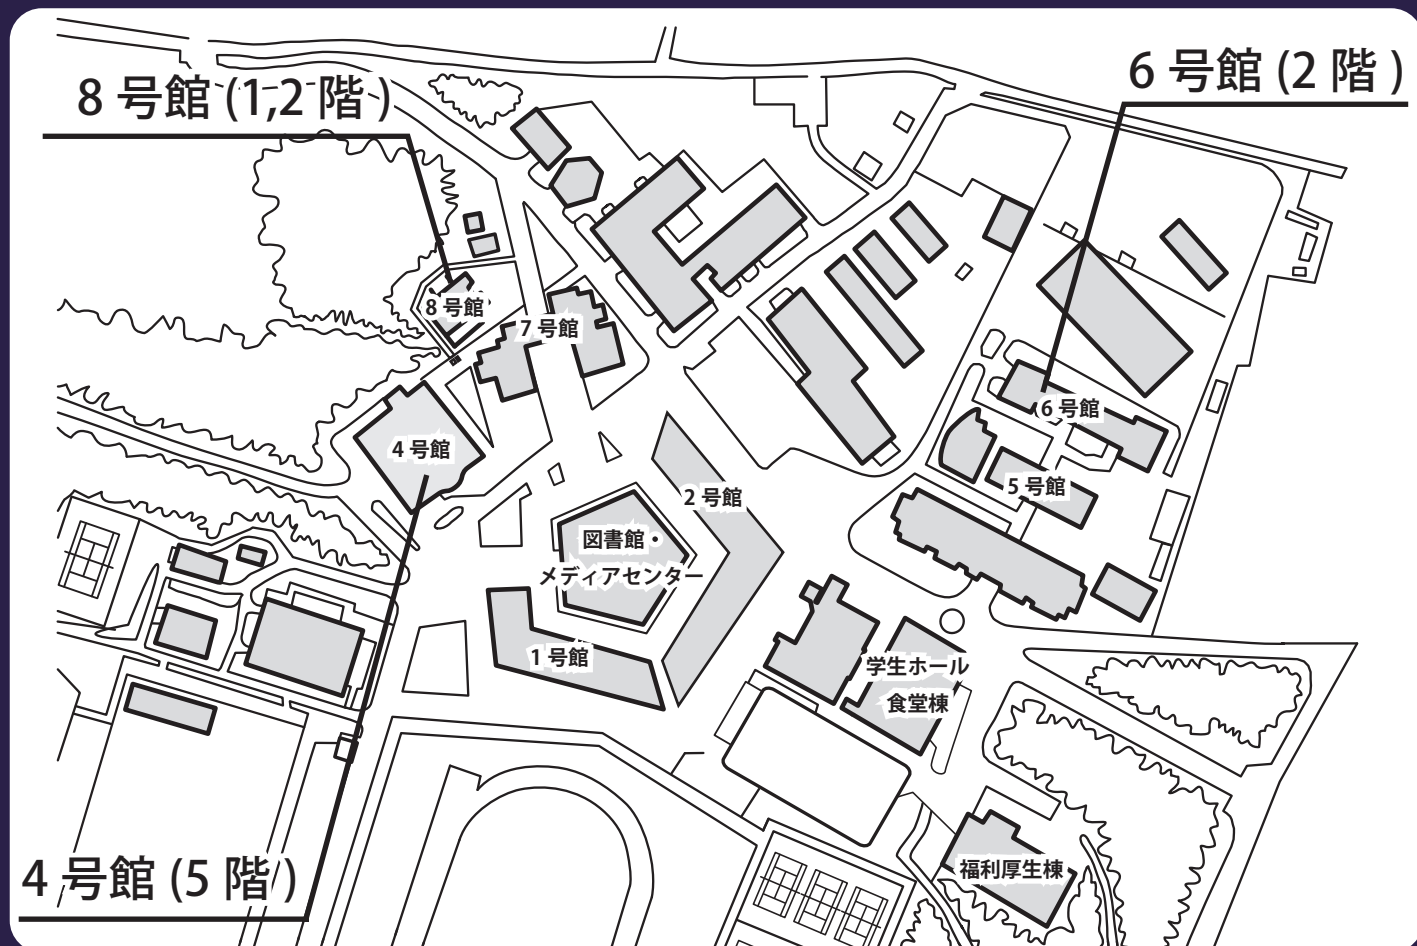 8 号館 (1,2 階 )
6 号館 (2 階 )
8 号館
7 号館
6 号館
4 号館
5 号館
2 号館
図書館・
メディアセンター
1 号館
学生ホール
食堂棟
4 号館 (5 階 )
福利厚生棟